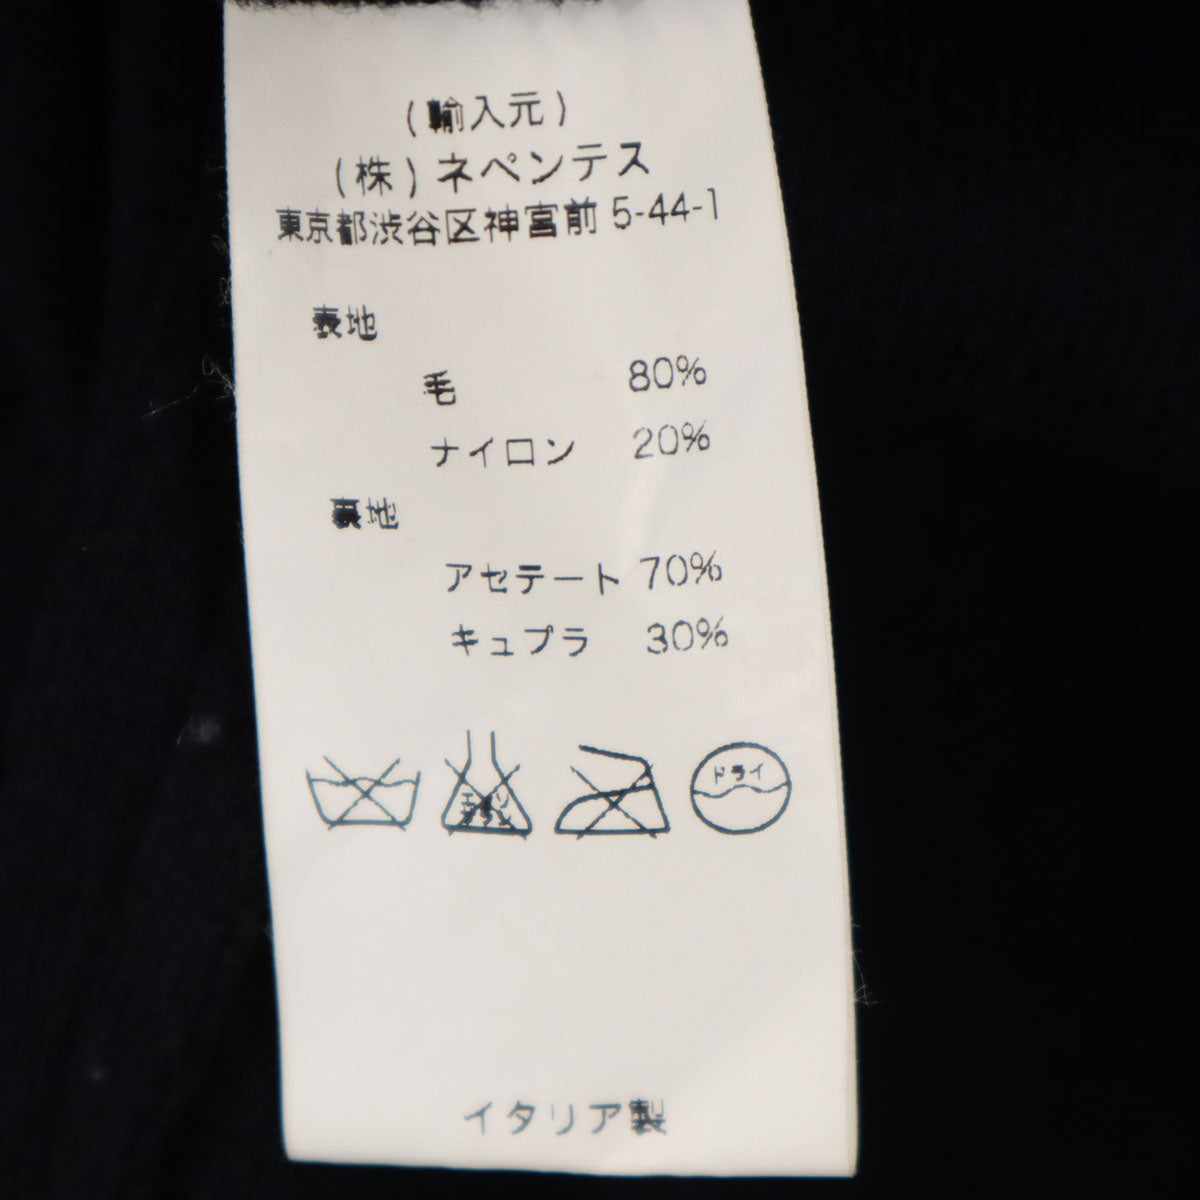 (輸入元)
(株)ネペンテス
東京都渋谷区神宮前 5-44-1
表地
毛 80%
ナイロン 20%
裏地
アセテート 70%
キュプラ 30%
ドライ
イタリア製